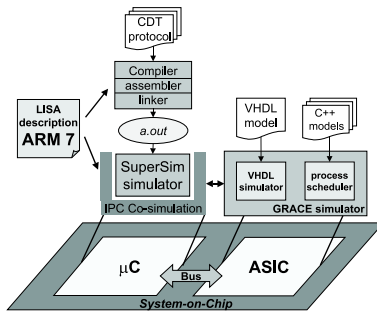 CDT
protocol
Compiler
assembler
linker
LISA
description
ARM 7
a.out
VHDL
model
C++
models
SuperSim
simulator
VHDL
simulator
process
scheduler
IPC Co-simulation
GRACE simulator
μC
Bus
ASIC
System-on-Chip